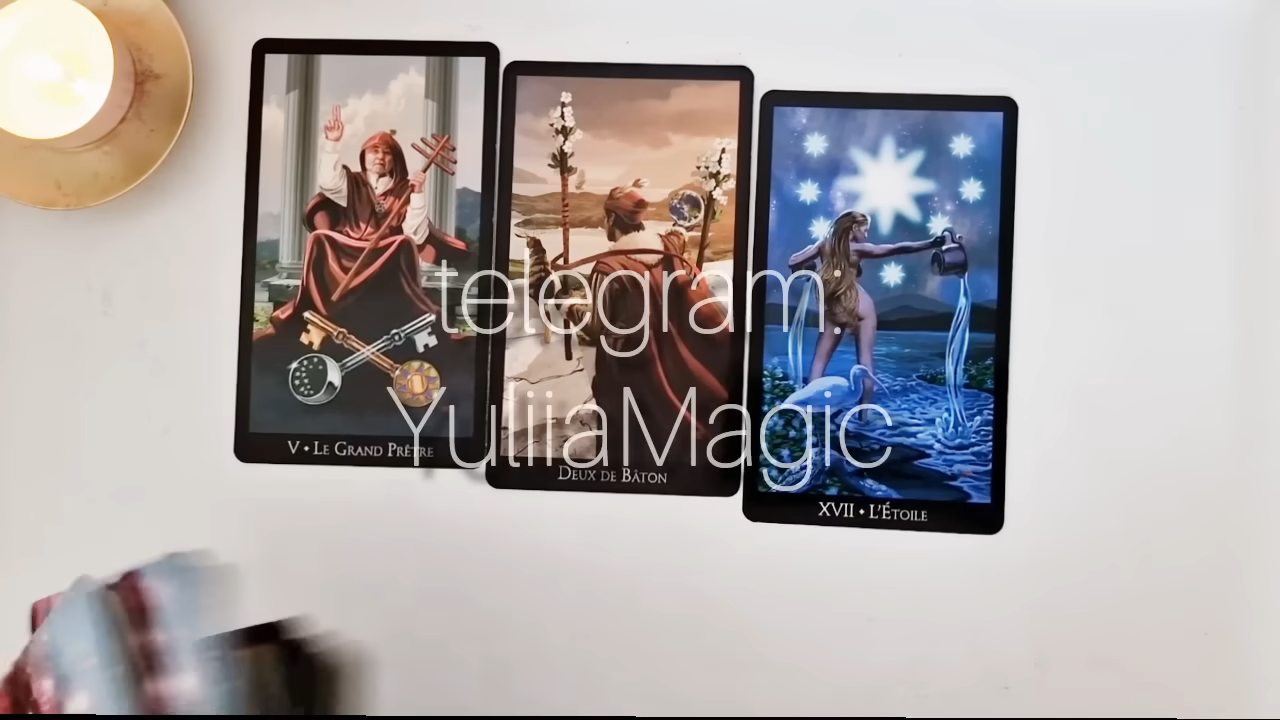 telegram:
YuliiaMagic
V • LE GRAND PRÊTRE
DEUX DE BÂTON
XVII • L'ÉTOILE